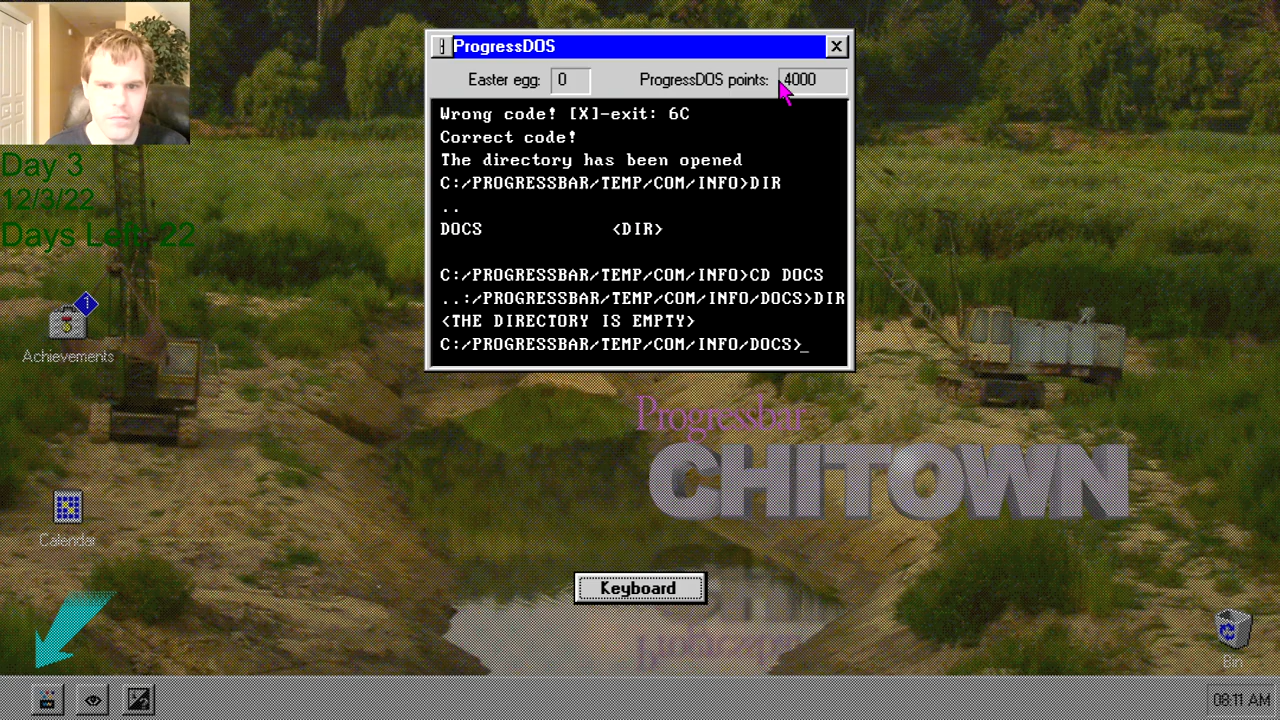 ProgressDOS
Easter egg: 0 ProgressDOS points: 4000
Wrong code! [X]-exit: 6C
Correct code!
The directory has been opened
C:/PROGRESSBAR/TEMP/COM/INFO>DIR
..
DOCS <DIR>
C:/PROGRESSBAR/TEMP/COM/INFO>CD DOCS
..:/PROGRESSBAR/TEMP/COM/INFO/DOCS>DIR
<THE DIRECTORY IS EMPTY>
C:/PROGRESSBAR/TEMP/COM/INFO/DOCS>_
Day 3
12/3/22
Days Left: 22
1
Achievements
Progressbar
CHITOWN
Calendar
Keyboard
Bin
08:11 AM